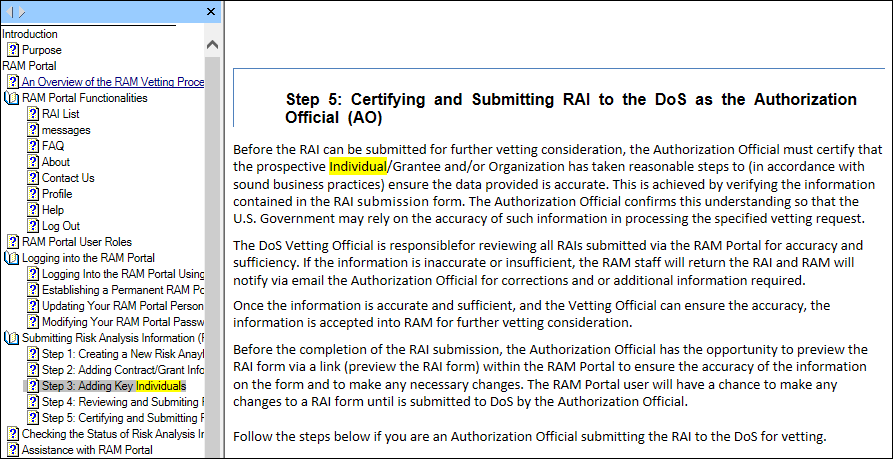 Introduction
Purpose
RAM Portal
An Overview of the RAM Vetting Proce
RAM Portal Functionalities
RAI List
messages
FAQ
About
Contact Us
Profile
Help
Log Out
RAM Portal User Roles
Logging into the RAM Portal
Logging Into the RAM Portal Using
Establishing a Permanent RAM Po
Updating Your RAM Portal Person
Modifying Your RAM Portal Passw
Submitting Risk Analysis Information (F
Step 1: Creating a New Risk Anayl
Step 2: Adding Contract/Grant Info
Step 3: Adding Key Individuals
Step 4: Reviewing and Submiting F
Step 5: Certifying and Submitting F
Checking the Status of Risk Analysis Ir
Assistance with RAM Portal
Step 5: Certifying and Submitting RAI to the DoS as the Authorization
Official (AO)
Before the RAI can be submitted for further vetting consideration, the Authorization Official must certify that
the prospective Individual/Grantee and/or Organization has taken reasonable steps to (in accordance with
sound business practices) ensure the data provided is accurate. This is achieved by verifying the information
contained in the RAI submission form. The Authorization Official confirms this understanding so that the
U.S. Government may rely on the accuracy of such information in processing the specified vetting request.
The DoS Vetting Official is responsiblefor reviewing all RAIs submitted via the RAM Portal for accuracy and
sufficiency. If the information is inaccurate or insufficient, the RAM staff will return the RAI and RAM will
notify via email the Authorization Official for corrections and or additional information required.
Once the information is accurate and sufficient, and the Vetting Official can ensure the accuracy, the
information is accepted into RAM for further vetting consideration.
Before the completion of the RAI submission, the Authorization Official has the opportunity to preview the
RAI form via a link (preview the RAI form) within the RAM Portal to ensure the accuracy of the information
on the form and to make any necessary changes. The RAM Portal user will have a chance to make any
changes to a RAI form until is submitted to DoS by the Authorization Official.
Follow the steps below if you are an Authorization Official submitting the RAI to the DoS for vetting.